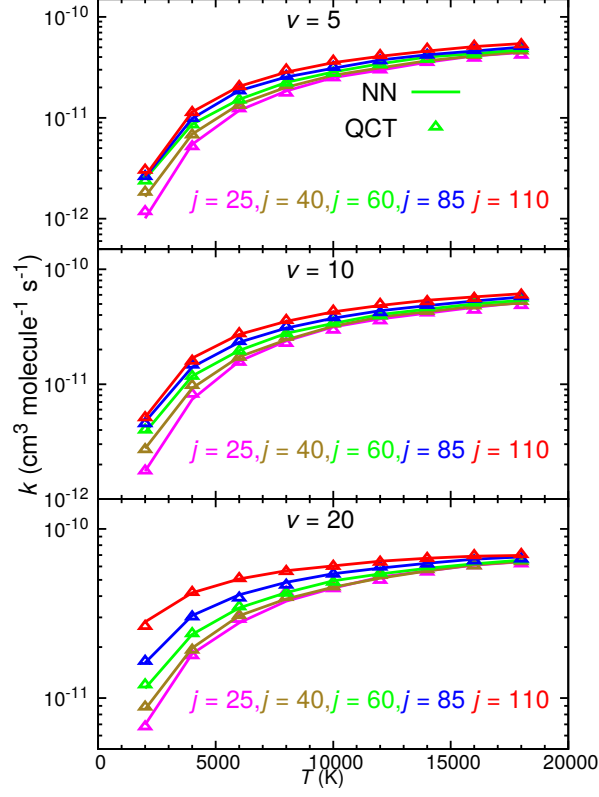 v = 5
10⁻¹⁰
NN
10⁻¹¹
QCT
j = 25, j = 40, j = 60, j = 85 j = 110
10⁻¹²
v = 10
10⁻¹⁰
10⁻¹¹
j = 25, j = 40, j = 60, j = 85 j = 110
10⁻¹²
k (cm³ molecule⁻¹ s⁻¹)
v = 20
10⁻¹⁰
10⁻¹¹
j = 25, j = 40, j = 60, j = 85 j = 110
0 5000 10000 15000 20000
T (K)